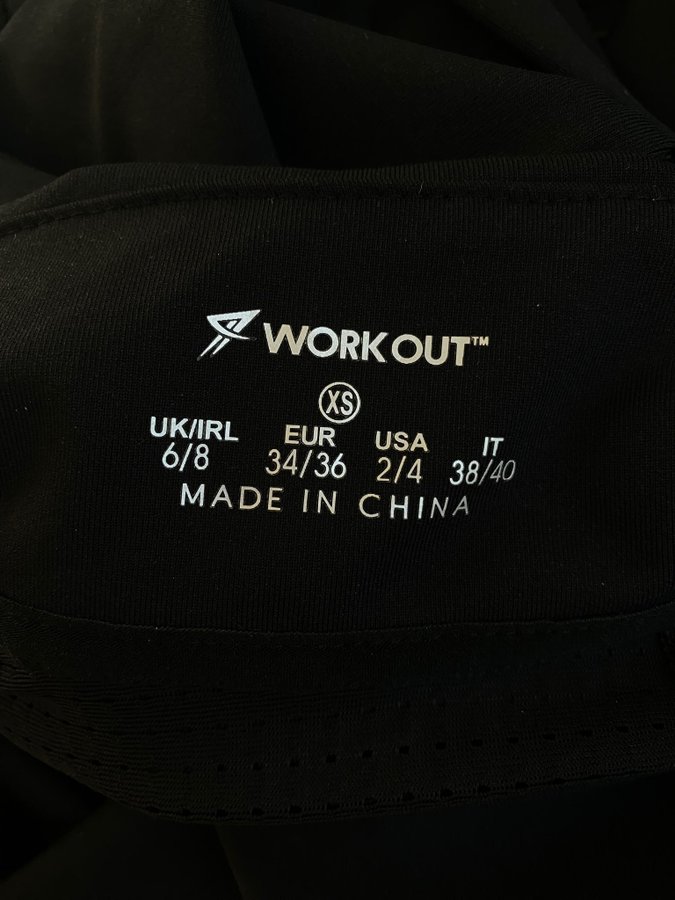 WORKOUT™
XS
UK/IRL EUR USA IT
6/8 34/36 2/4 38/40
MADE IN CHINA